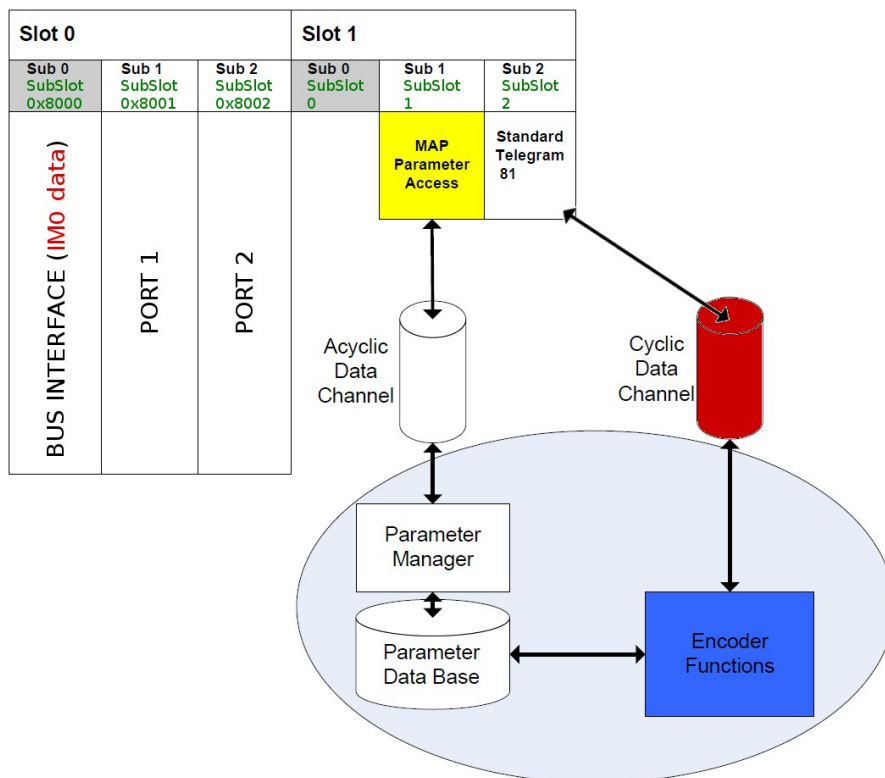 Slot 0
Slot 1
Sub 0
SubSlot
0x8000
Sub 1
SubSlot
0x8001
Sub 2
SubSlot
0x8002
Sub 0
SubSlot
0
Sub 1
SubSlot
1
Sub 2
SubSlot
2
BUS INTERFACE (IM0 data)
PORT 1
PORT 2
MAP
Parameter
Access
Standard
Telegram
81
Acyclic
Data
Channel
Cyclic
Data
Channel
Parameter
Manager
Parameter
Data Base
Encoder
Functions